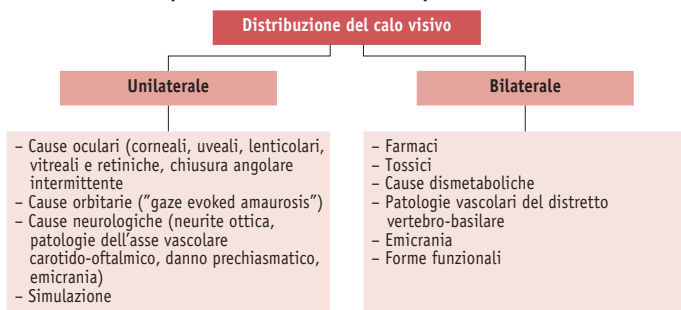 Distribuzione del calo visivo
Unilaterale
– Cause oculari (corneali, uveali, lenticolari,
vitreali e retiniche, chiusura angolare
intermittente
– Cause orbitarie ("gaze evoked amaurosis")
– Cause neurologiche (neurite ottica,
patologie dell'asse vascolare
carotido-oftalmico, danno prechiasmatico,
emicrania)
– Simulazione
Bilaterale
– Farmaci
– Tossici
– Cause dismetaboliche
– Patologie vascolari del distretto
vertebro-basilare
– Emicrania
– Forme funzionali